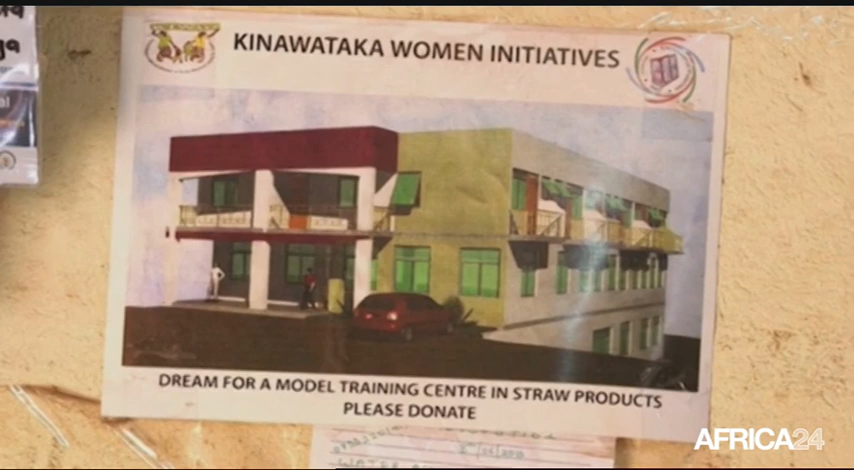 KINAWATAKA WOMEN INITIATIVES
DREAM FOR A MODEL TRAINING CENTRE IN STRAW PRODUCTS
PLEASE DONATE
AFRICA24